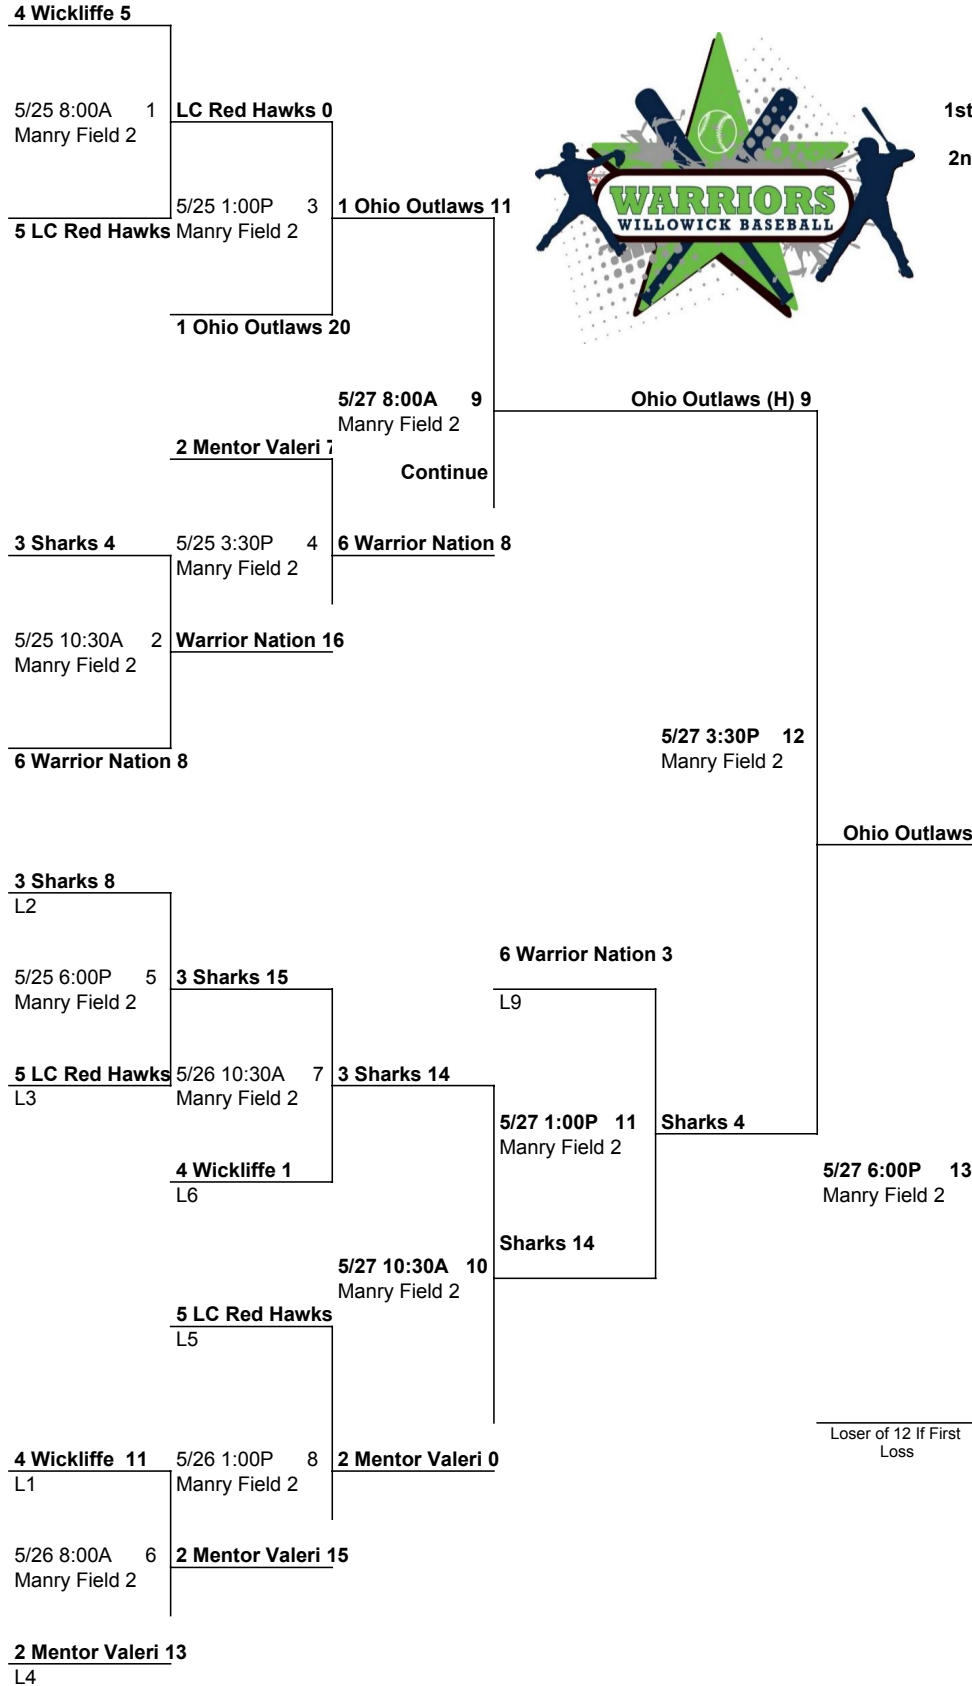 4 Wickliffe 5
5/25 8:00A 1
Manry Field 2
LC Red Hawks 0
5 LC Red Hawks
5/25 1:00P 3
Manry Field 2
1 Ohio Outlaws 11
1 Ohio Outlaws 20
WARRIORS
WILLOWICK BASEBALL
1st
2n
5/27 8:00A 9
Manry Field 2
Continue
Ohio Outlaws (H) 9
2 Mentor Valeri 7
3 Sharks 4
5/25 3:30P 4
Manry Field 2
6 Warrior Nation 8
5/25 10:30A 2
Manry Field 2
Warrior Nation 16
6 Warrior Nation 8
5/27 3:30P 12
Manry Field 2
Ohio Outlaws
3 Sharks 8
L2
5/25 6:00P 5
Manry Field 2
3 Sharks 15
6 Warrior Nation 3
L9
5 LC Red Hawks
L3
5/26 10:30A 7
Manry Field 2
3 Sharks 14
5/27 1:00P 11
Manry Field 2
Sharks 4
4 Wickliffe 1
L6
5/27 6:00P 13
Manry Field 2
Sharks 14
5/27 10:30A 10
Manry Field 2
5 LC Red Hawks
L5
4 Wickliffe 11
L1
5/26 1:00P 8
Manry Field 2
2 Mentor Valeri 0
Loser of 12 If First
Loss
5/26 8:00A 6
Manry Field 2
2 Mentor Valeri 15
2 Mentor Valeri 13
L4